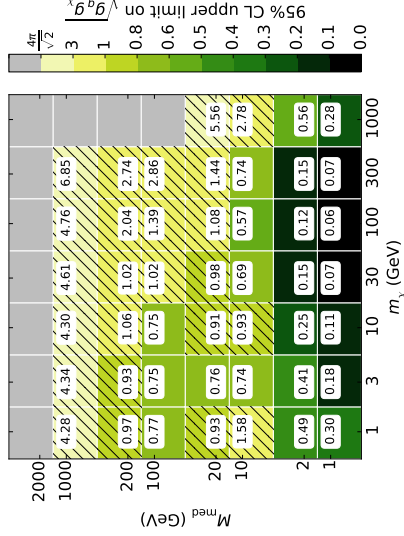 M_med (GeV)
2000
1000 4.28 4.34 4.30 4.61 4.76 6.85
200 0.97 0.93 1.06 1.02 2.04 2.74
100 0.77 0.75 0.75 1.02 1.39 2.86
20 0.93 0.76 0.91 0.98 1.08 1.44 5.56
10 1.58 0.74 0.93 0.69 0.57 0.74 2.78
2 0.49 0.41 0.25 0.15 0.12 0.15 0.56
1 0.30 0.18 0.11 0.07 0.06 0.07 0.28
1 3 10 30 100 300 1000
m_χ (GeV)
4π/√2
3
1
0.8
0.6
0.5
0.4
0.3
0.2
0.1
0.0
95% CL upper limit on √(g_q g_χ)